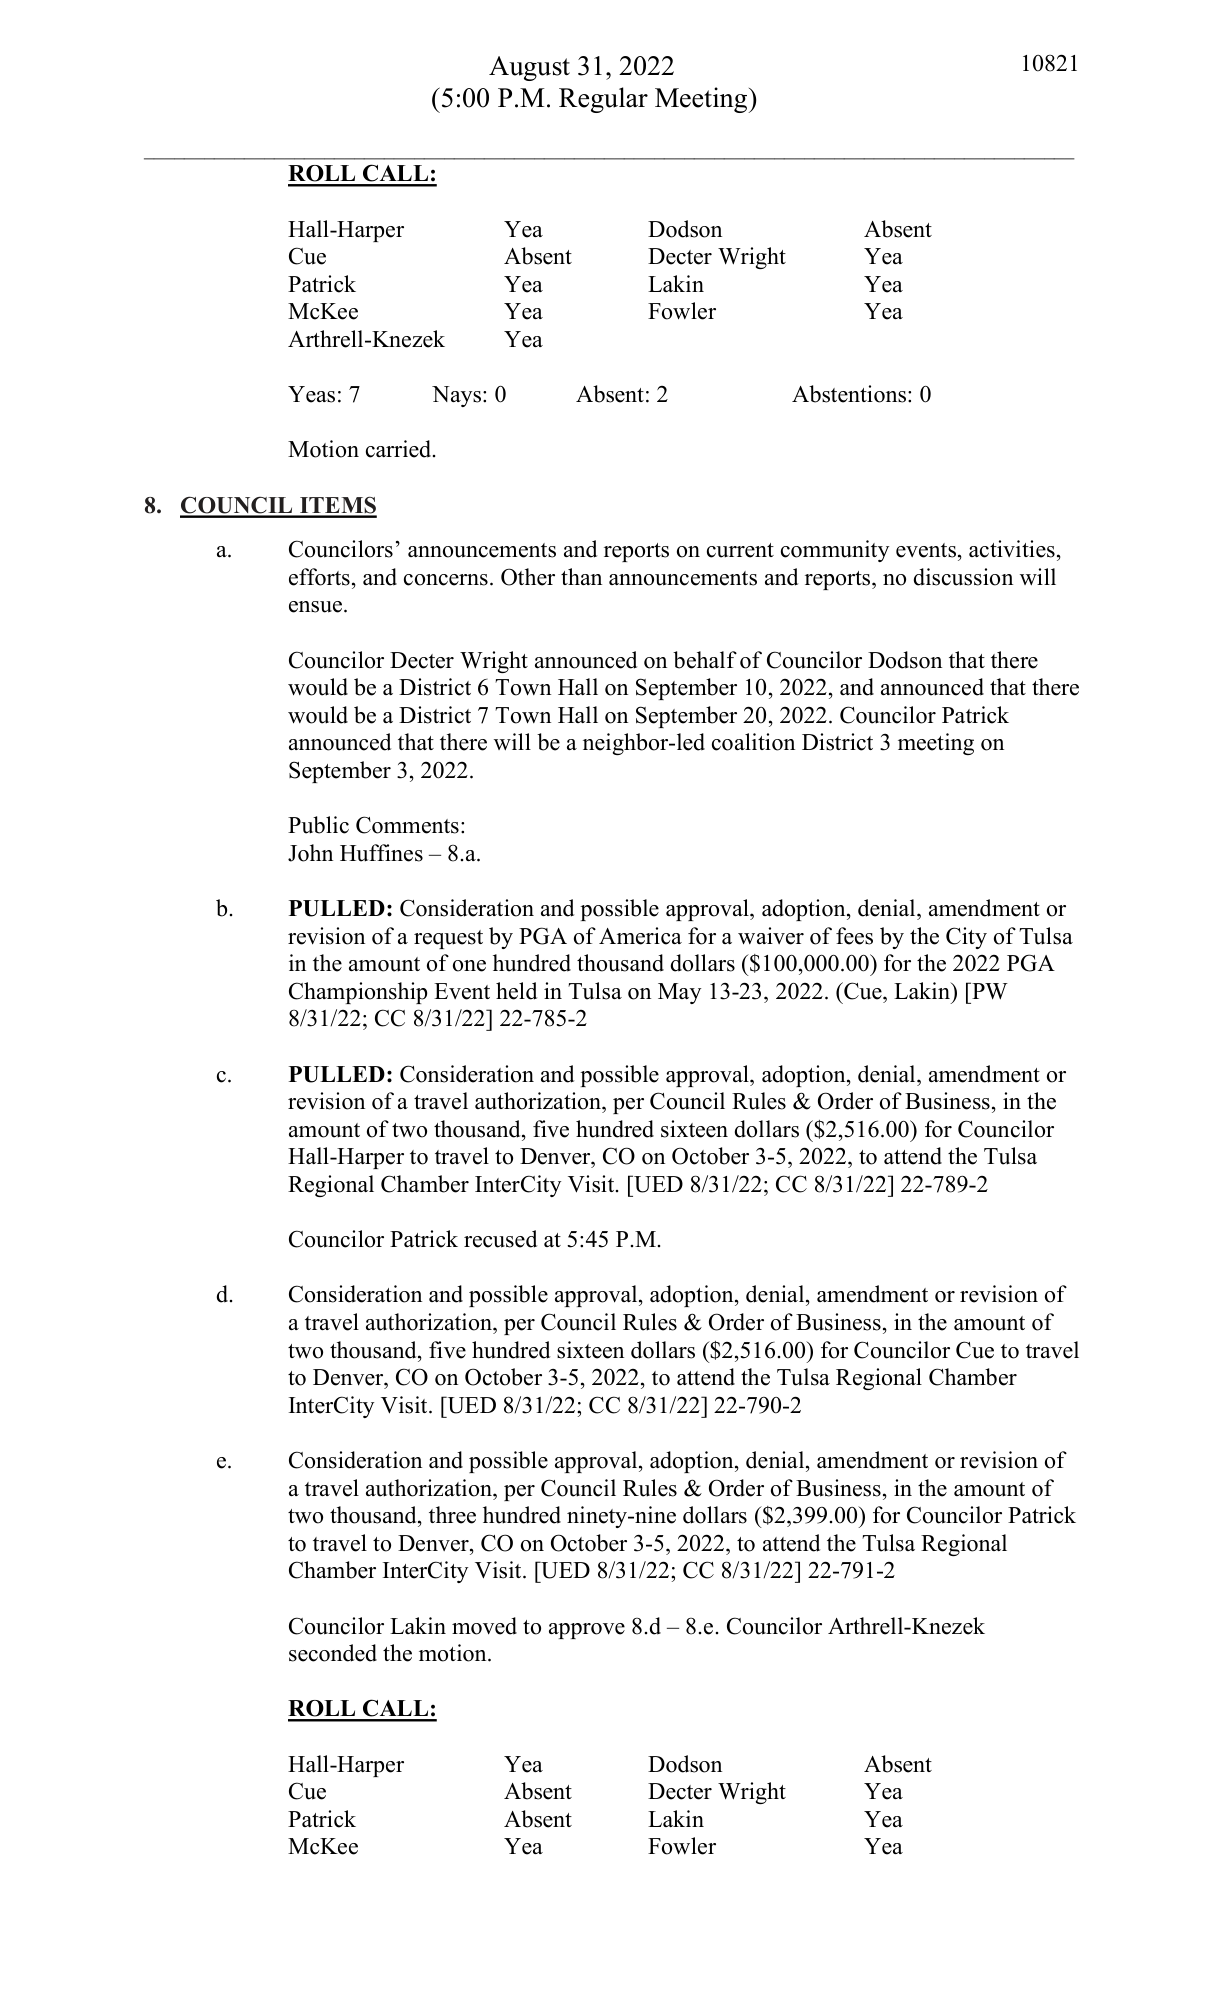 August 31, 2022
10821
(5:00 P.M. Regular Meeting)
ROLL CALL:
Hall-Harper Yea Dodson Absent
Cue Absent Decter Wright Yea
Patrick Yea Lakin Yea
McKee Yea Fowler Yea
Arthrell-Knezek Yea
Yeas: 7 Nays: 0 Absent: 2 Abstentions: 0
Motion carried.
8. COUNCIL ITEMS
a. Councilors’ announcements and reports on current community events, activities,
efforts, and concerns. Other than announcements and reports, no discussion will
ensue.
Councilor Decter Wright announced on behalf of Councilor Dodson that there
would be a District 6 Town Hall on September 10, 2022, and announced that there
would be a District 7 Town Hall on September 20, 2022. Councilor Patrick
announced that there will be a neighbor-led coalition District 3 meeting on
September 3, 2022.
Public Comments:
John Huffines – 8.a.
b. PULLED: Consideration and possible approval, adoption, denial, amendment or
revision of a request by PGA of America for a waiver of fees by the City of Tulsa
in the amount of one hundred thousand dollars ($100,000.00) for the 2022 PGA
Championship Event held in Tulsa on May 13-23, 2022. (Cue, Lakin) [PW
8/31/22; CC 8/31/22] 22-785-2
c. PULLED: Consideration and possible approval, adoption, denial, amendment or
revision of a travel authorization, per Council Rules & Order of Business, in the
amount of two thousand, five hundred sixteen dollars ($2,516.00) for Councilor
Hall-Harper to travel to Denver, CO on October 3-5, 2022, to attend the Tulsa
Regional Chamber InterCity Visit. [UED 8/31/22; CC 8/31/22] 22-789-2
Councilor Patrick recused at 5:45 P.M.
d. Consideration and possible approval, adoption, denial, amendment or revision of
a travel authorization, per Council Rules & Order of Business, in the amount of
two thousand, five hundred sixteen dollars ($2,516.00) for Councilor Cue to travel
to Denver, CO on October 3-5, 2022, to attend the Tulsa Regional Chamber
InterCity Visit. [UED 8/31/22; CC 8/31/22] 22-790-2
e. Consideration and possible approval, adoption, denial, amendment or revision of
a travel authorization, per Council Rules & Order of Business, in the amount of
two thousand, three hundred ninety-nine dollars ($2,399.00) for Councilor Patrick
to travel to Denver, CO on October 3-5, 2022, to attend the Tulsa Regional
Chamber InterCity Visit. [UED 8/31/22; CC 8/31/22] 22-791-2
Councilor Lakin moved to approve 8.d – 8.e. Councilor Arthrell-Knezek
seconded the motion.
ROLL CALL:
Hall-Harper Yea Dodson Absent
Cue Absent Decter Wright Yea
Patrick Absent Lakin Yea
McKee Yea Fowler Yea